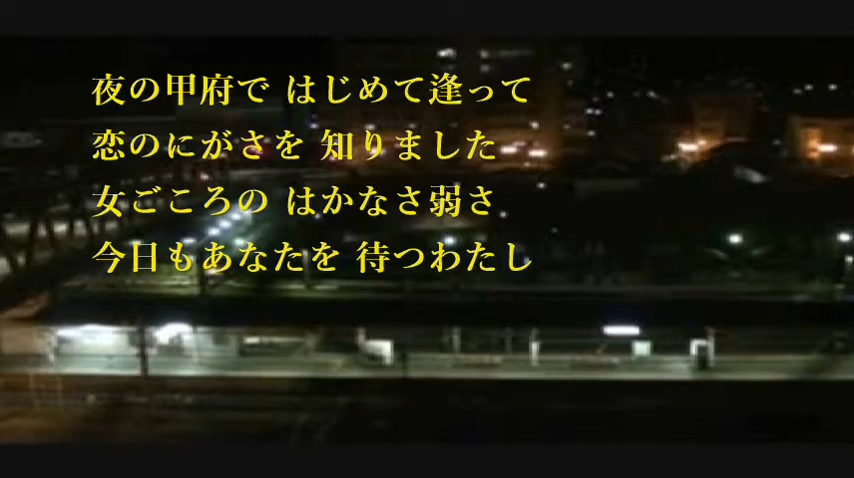 夜の甲府で はじめて逢って
恋のにがさを 知りました
女ごころの はかなさ弱さ
今日もあなたを 待つわたし